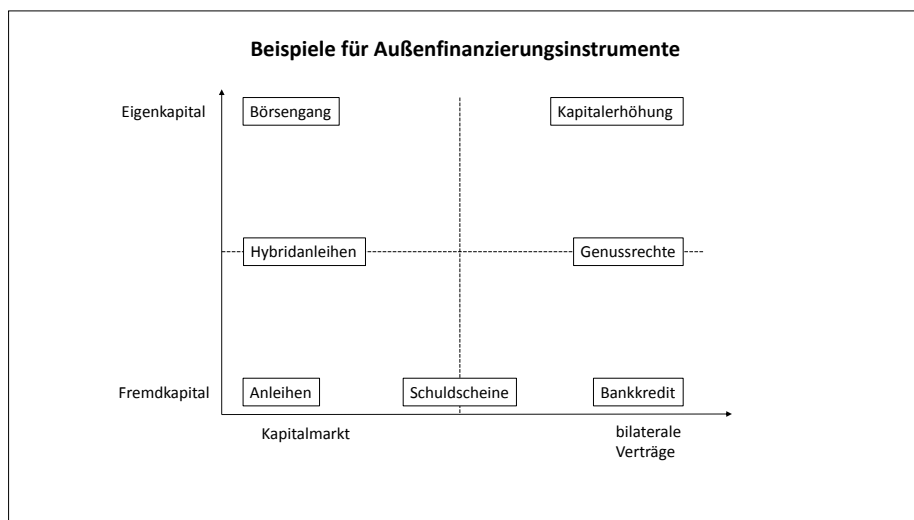 Beispiele für Außenfinanzierungsinstrumente
Eigenkapital
Börsengang
Kapitalerhöhung
Hybridanleihen
Genussrechte
Fremdkapital
Anleihen
Schuldscheine
Bankkredit
Kapitalmarkt
bilaterale
Verträge